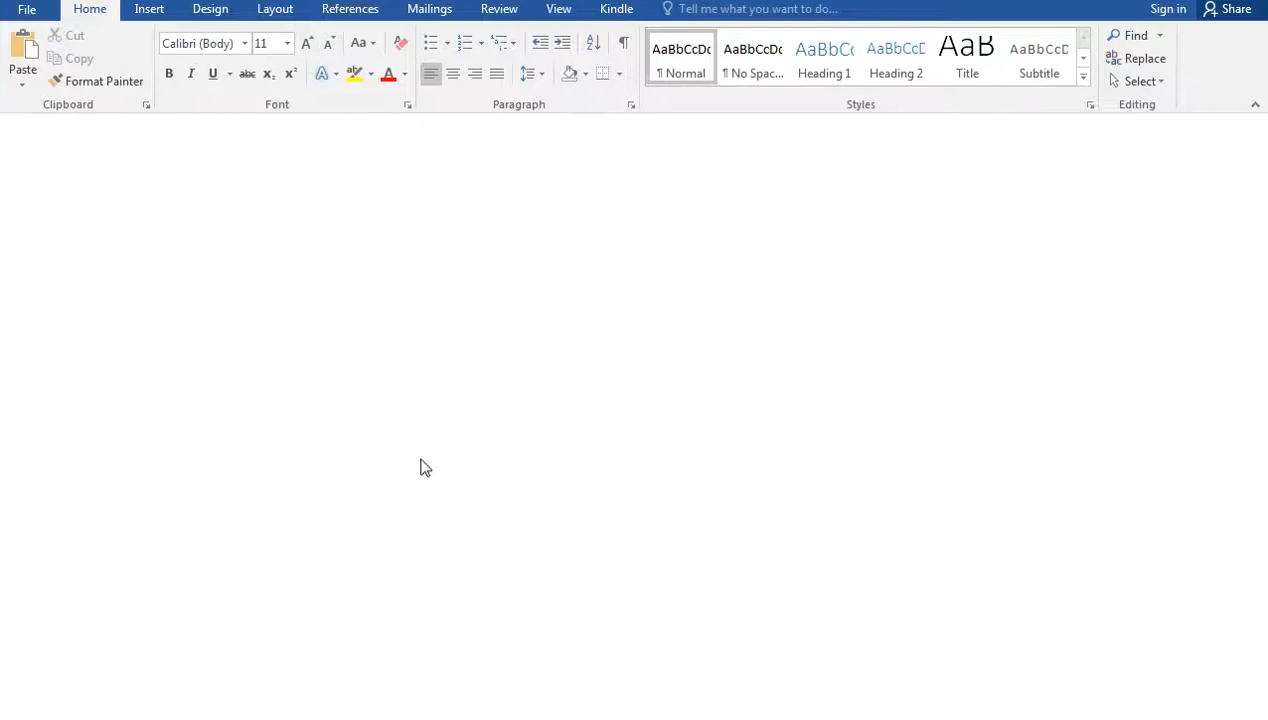 File Home Insert Design Layout References Mailings Review View Kindle Tell me what you want to do... Sign in Share
Paste
Cut
Copy
Format Painter
Clipboard
Calibri (Body) 11 Aa
B I U abc x₂ x² A ab A
Font
Paragraph
AaBbCcDc AaBbCcDc AaBbCc AaBbCcD AaB AaBbCcD
¶ Normal ¶ No Spac... Heading 1 Heading 2 Title Subtitle
Styles
Find
Replace
Select
Editing